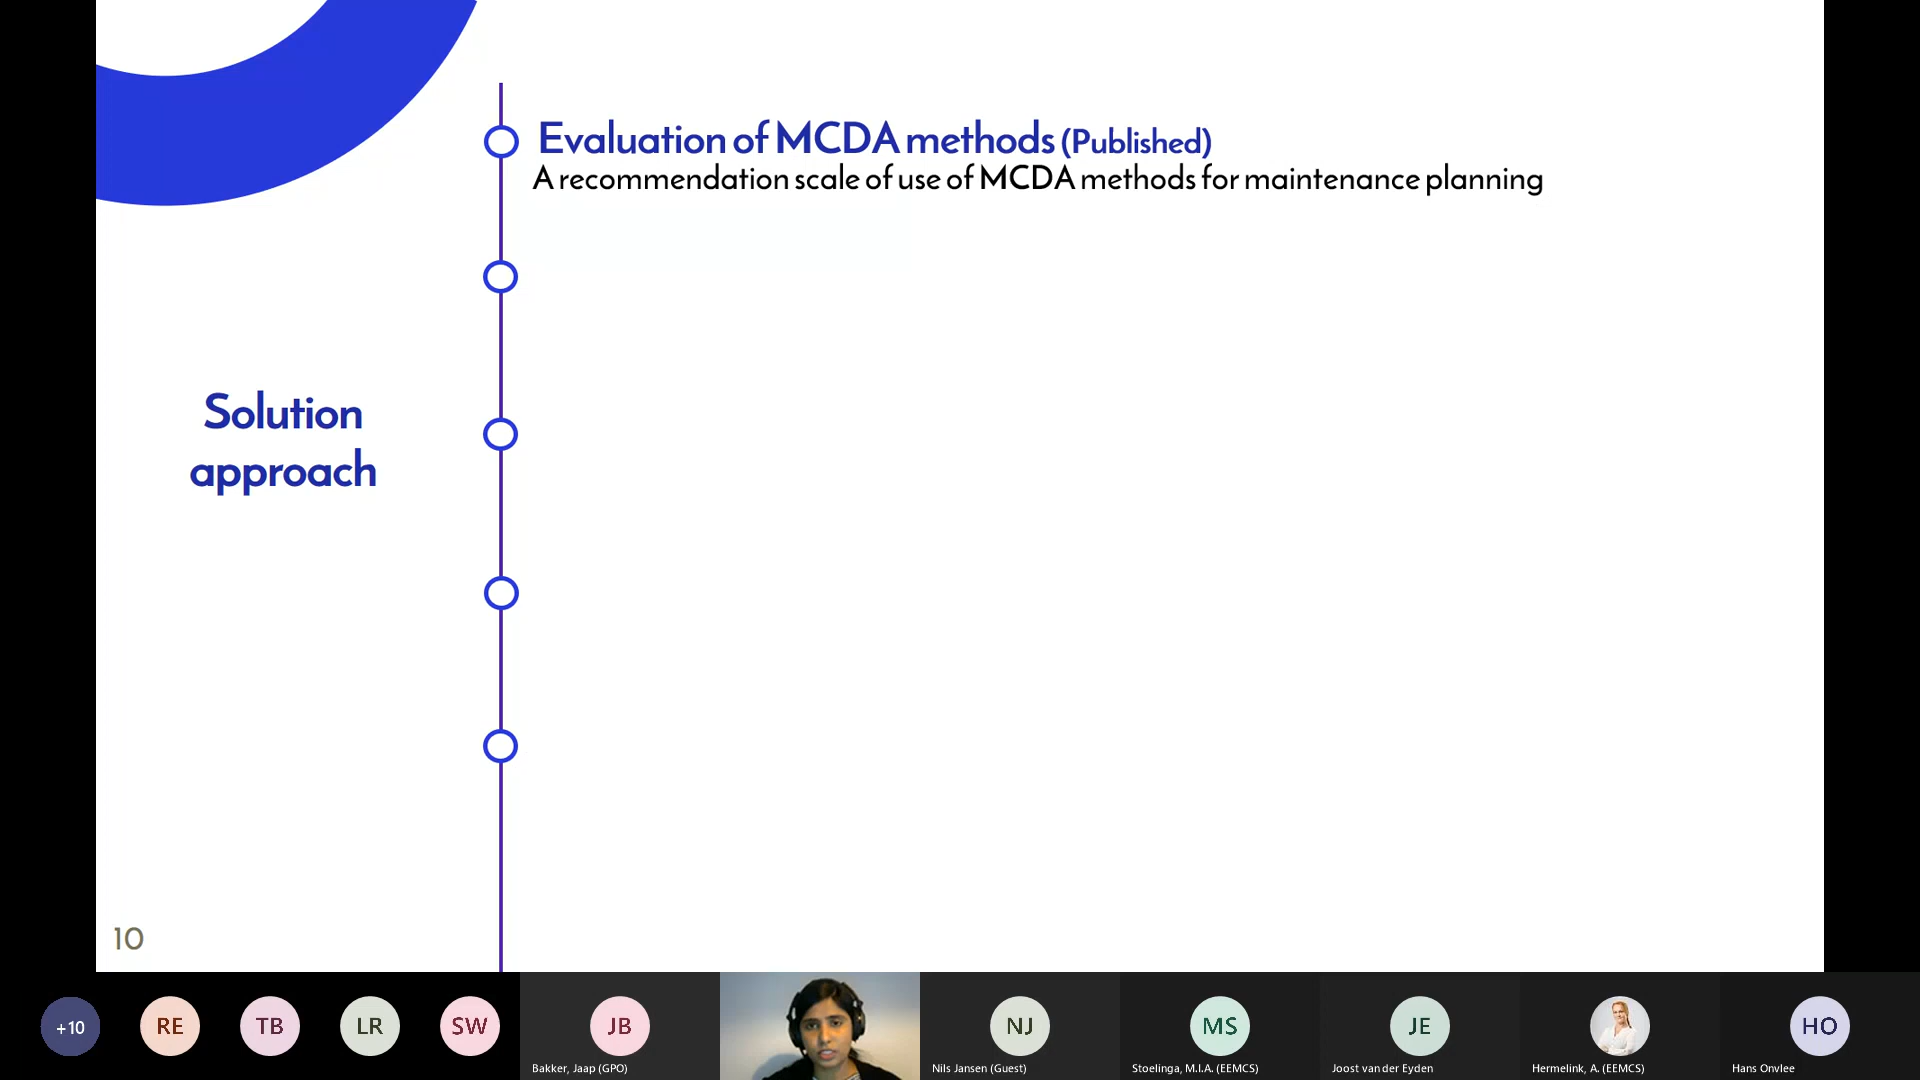 Evaluation of MCDA methods (Published)
A recommendation scale of use of MCDA methods for maintenance planning
Solution
approach
10
+10
RE
TB
LR
SW
JB
NJ
MS
JE
HO
Bakker, Jaap (GPO)
Nils Jansen (Guest)
Stoelinga, M.I.A. (EEMCS)
Joost van der Eyden
Hermelink, A. (EEMCS)
Hans Onvlee